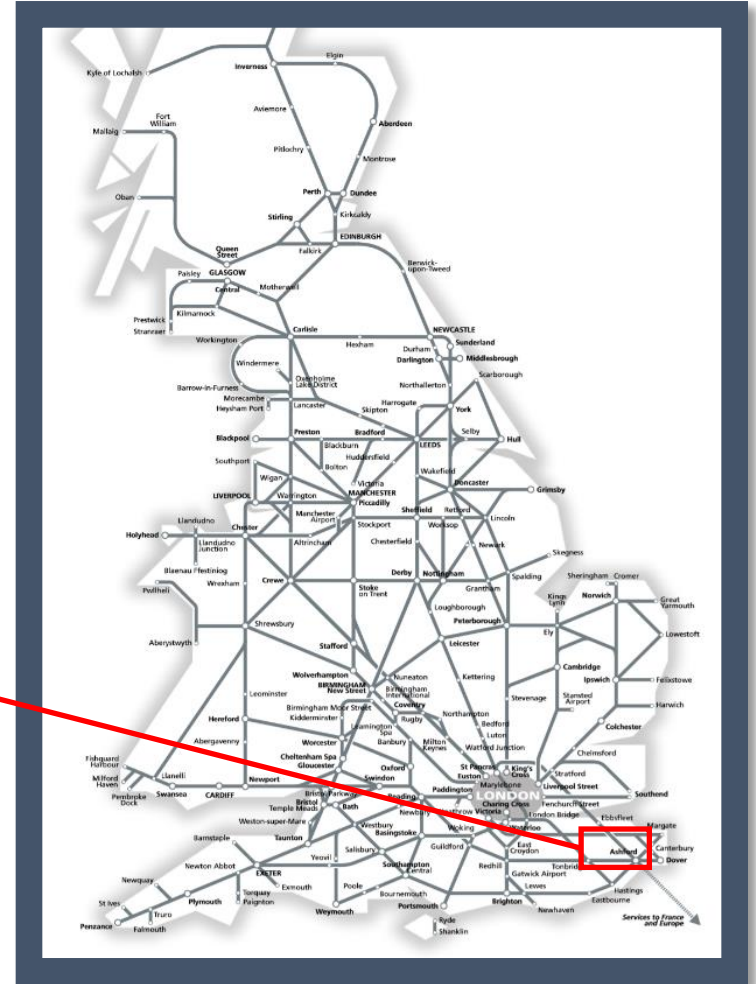 Elgin
Inverness
Kyle of Lochalsh
Aviemore
Fort
William
Aberdeen
Mallaig
Pitlochry
Montrose
Perth
Dundee
Oban
Stirling
Kirkcaldy
EDINBURGH
Queen
Street
Falkirk
Berwick-
upon-Tweed
Paisley
GLASGOW
Central
Motherwell
Prestwick
Kilmarnock
Stranraer
Carlisle
NEWCASTLE
Workington
Hexham
Sunderland
Durham
Darlington
Middlesbrough
Windermere
Scarborough
Oxenholme
Lake District
Barrow-in-Furness
Northallerton
Morecambe
Heysham Port
Lancaster
Harrogate
York
Skipton
Blackpool
Preston
Bradford
Selby
Hull
Blackburn
LEEDS
Southport
Huddersfield
Bolton
Wakefield
Wigan
Victoria
Doncaster
Grimsby
LIVERPOOL
Warrington
MANCHESTER
Piccadilly
Manchester
Airport
Sheffield
Retford
Lincoln
Llandudno
Stockport
Worksop
Holyhead
Chester
Llandudno
Junction
Altrincham
Chesterfield
Newark
Skegness
Blaenau Ffestiniog
Derby
Nottingham
Spalding
Sheringham
Cromer
Pwllheli
Wrexham
Crewe
Stoke
on Trent
Grantham
Kings
Lynn
Norwich
Great
Yarmouth
Loughborough
Peterborough
Shrewsbury
Ely
Lowestoft
Aberystwyth
Stafford
Leicester
Cambridge
Wolverhampton
Nuneaton
Kettering
Ipswich
Felixstowe
BIRMINGHAM
New Street
Birmingham
International
Leominster
Stevenage
Stansted
Airport
Birmingham Moor Street
Coventry
Harwich
Hereford
Kidderminster
Rugby
Northampton
Leamington
Spa
Bedford
Colchester
Abergavenny
Worcester
Banbury
Milton
Keynes
Luton
Cheltenham Spa
Watford Junction
Chelmsford
Fishguard
Harbour
Gloucester
Oxford
St Pancras
King's
Cross
Stratford
Milford
Haven
Llanelli
Swindon
Euston
Marylebone
Liverpool Street
Pembroke
Dock
Swansea
CARDIFF
Newport
Bristol Parkway
Reading
Paddington
LONDON
Southend
Bristol
Temple Meads
Bath
Newbury
Heathrow
Victoria
Charing Cross
Fenchurch Street
London Bridge
Ebbsfleet
Weston-super-Mare
Westbury
Basingstoke
Woking
Waterloo
Margate
Barnstaple
Taunton
Salisbury
Guildford
East
Croydon
Ashford
Canterbury
Newton Abbot
Yeovil
Southampton
Central
Redhill
Tonbridge
Dover
Gatwick Airport
Newquay
EXETER
Exmouth
Poole
Lewes
Hastings
Torquay
Paignton
Bournemouth
Eastbourne
St Ives
Plymouth
Weymouth
Portsmouth
Brighton
Newhaven
Truro
Ryde
Services to France
and Europe
Penzance
Falmouth
Shanklin